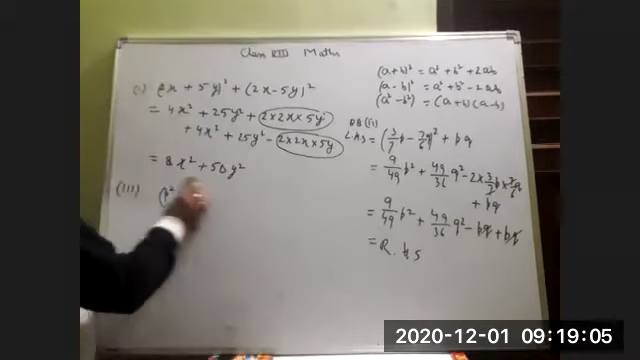 Class VIII Maths
(i) (2x + 5y)² + (2x - 5y)²
= 4x² + 25y² + 2×2x×5y
+ 4x² + 25y² - 2×2x×5y
= 8x² + 50y²
(iii) (p²
(a+b)² = a² + b² + 2ab
(a-b)² = a² + b² - 2ab
(a² - b²) = (a+b)(a-b)
(ii)
L.H.S = (3/7 p - 7/6 q)² + pq
= 9/49 p² + 49/36 q² - 2 × 3/7 p × 7/6 q
+ pq
= 9/49 p² + 49/36 q² - pq + pq
= R.H.S
2020-12-01 09:19:05